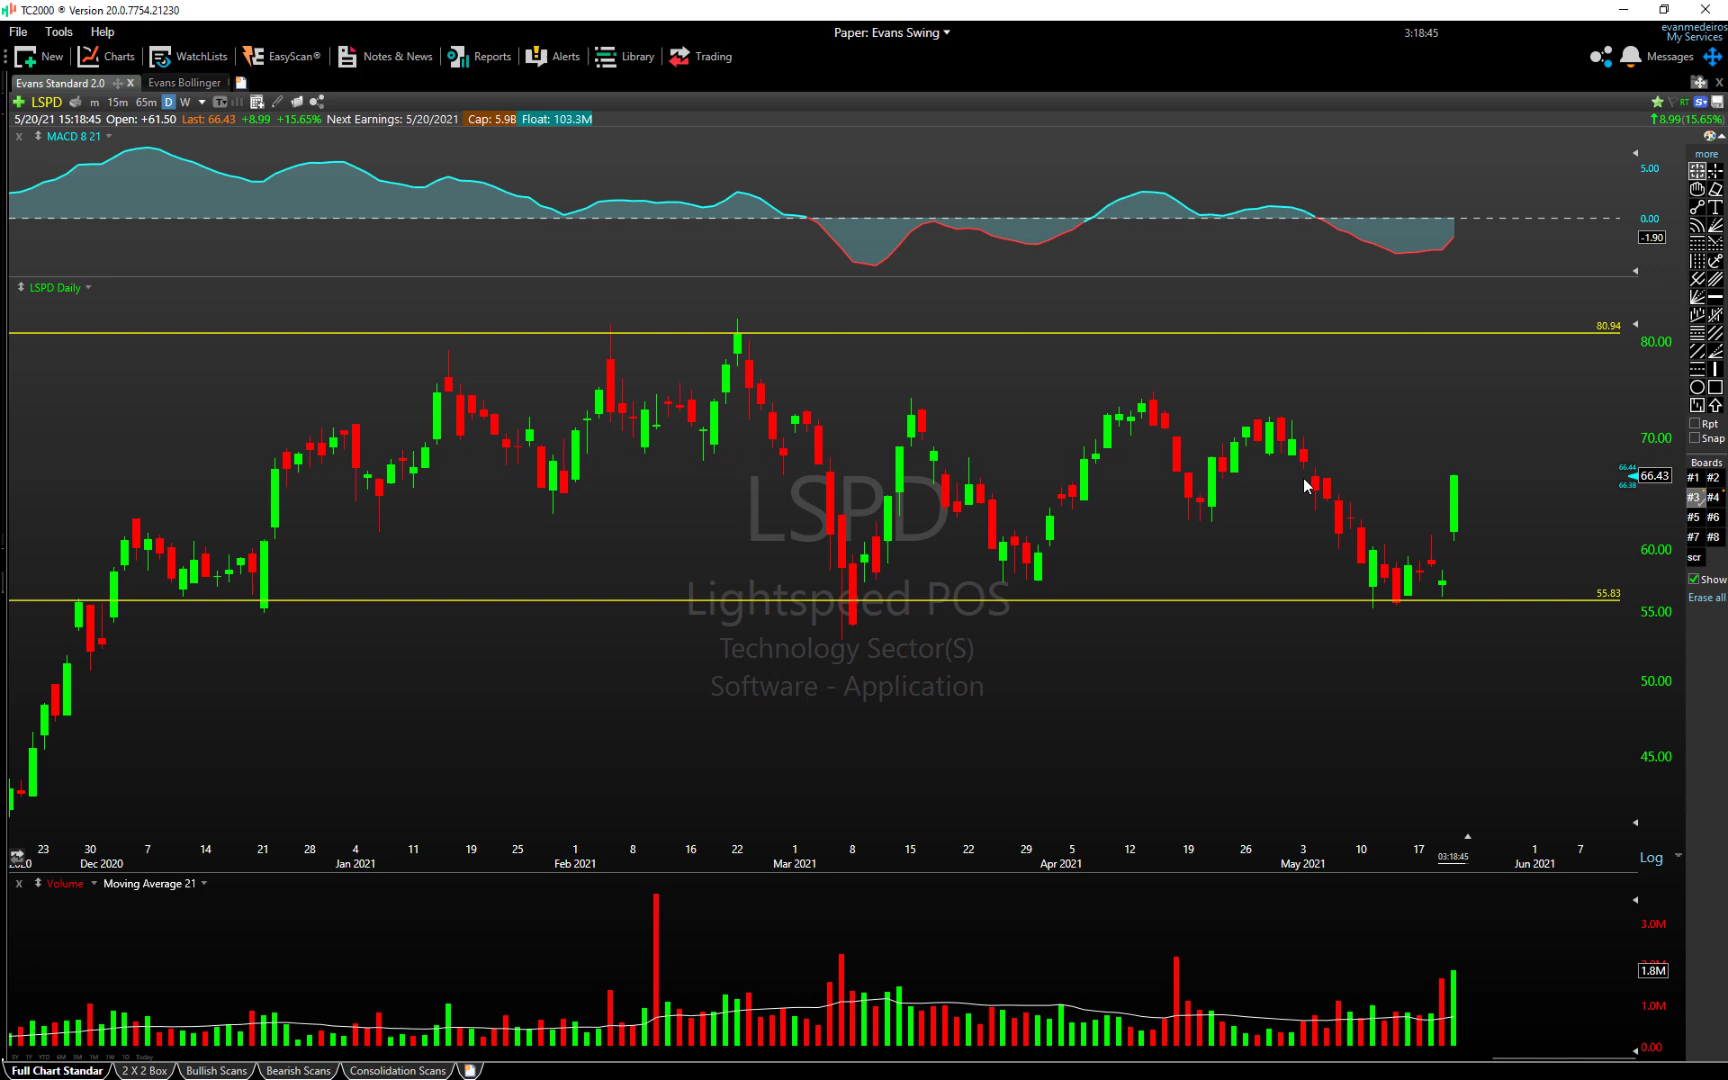 TC2000 ® Version 20.0.7754.21230
evanmedeiros
File Tools Help Paper: Evans Swing 3:18:45 My Services
New Charts WatchLists EasyScan® Notes & News Reports Alerts Library Trading Messages
Evans Standard 2.0 X Evans Bollinger X
LSPD m 15m 65m D W RT S
5/20/21 15:18:45 Open: +61.50 Last: 66.43 +8.99 +15.65% Next Earnings: 5/20/2021 Cap: 5.9B Float: 103.3M 8.99(15.65%)
X MACD 8 21
more
5.00
0.00
-1.90
LSPD Daily
80.94
80.00
Rpt
70.00 Snap
Boards
66.44
66.43
66.38
#1 #2
#3 #4
#5 #6
#7 #8
scr
60.00
Show
55.83 Erase all
55.00
50.00
45.00
LSPD
Lightspeed POS
Technology Sector(S)
Software - Application
23 30 7 14 21 28 4 11 19 25 1 8 16 22 1 8 15 22 29 5 12 19 26 3 10 17 03:18:45 1 7
Dec 2020 Jan 2021 Feb 2021 Mar 2021 Apr 2021 May 2021 Jun 2021
Log
X Volume Moving Average 21
3.0M
1.8M
1.0M
0.00
Full Chart Standar 2 X 2 Box Bullish Scans Bearish Scans Consolidation Scans